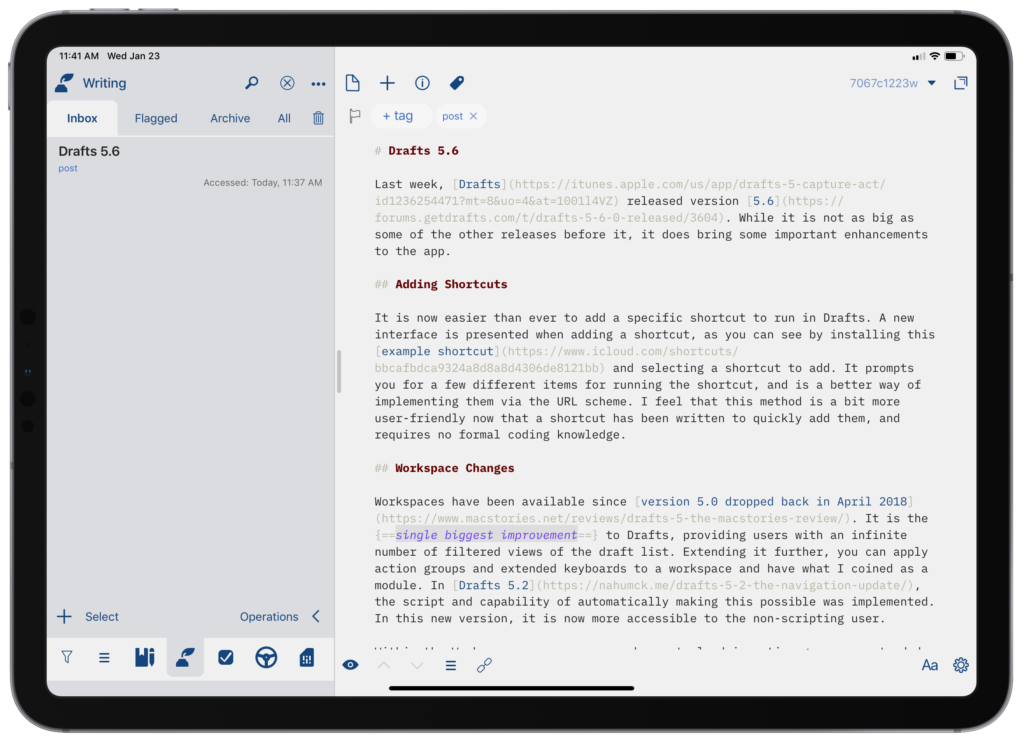 11:41 AM Wed Jan 23
Writing
7067c1223w
Inbox Flagged Archive All
+ tag post ×
Drafts 5.6
post
Accessed: Today, 11:37 AM
# Drafts 5.6
Last week, [Drafts](https://itunes.apple.com/us/app/drafts-5-capture-act/
id1236254471?mt=8&uo=4&at=1001l4VZ) released version [5.6](https://
forums.getdrafts.com/t/drafts-5-6-0-released/3604). While it is not as big as
some of the other releases before it, it does bring some important enhancements
to the app.
## Adding Shortcuts
It is now easier than ever to add a specific shortcut to run in Drafts. A new
interface is presented when adding a shortcut, as you can see by installing this
[example shortcut](https://www.icloud.com/shortcuts/
bbcafbdca9324a8d8a8d4306de8121bb) and selecting a shortcut to add. It prompts
you for a few different items for running the shortcut, and is a better way of
implementing them via the URL scheme. I feel that this method is a bit more
user-friendly now that a shortcut has been written to quickly add them, and
requires no formal coding knowledge.
## Workspace Changes
Workspaces have been available since [version 5.0 dropped back in April 2018]
(https://www.macstories.net/reviews/drafts-5-the-macstories-review/). It is the
{==single biggest improvement==} to Drafts, providing users with an infinite
number of filtered views of the draft list. Extending it further, you can apply
action groups and extended keyboards to a workspace and have what I coined as a
module. In [Drafts 5.2](https://nahumck.me/drafts-5-2-the-navigation-update/),
the script and capability of automatically making this possible was implemented.
In this new version, it is now more accessible to the non-scripting user.
+ Select Operations
Aa